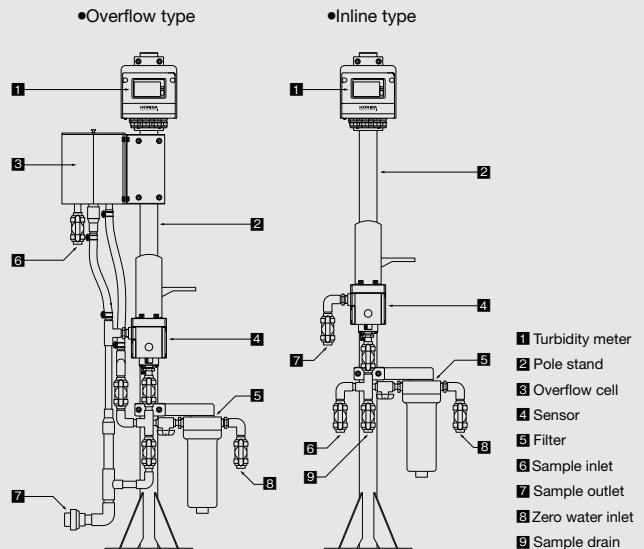 ●Overflow type
●Inline type
1
HORIBA
3
2
6
4
5
7
8
1
HORIBA
2
4
7
5
6
8
9
1 Turbidity meter
2 Pole stand
3 Overflow cell
4 Sensor
5 Filter
6 Sample inlet
7 Sample outlet
8 Zero water inlet
9 Sample drain